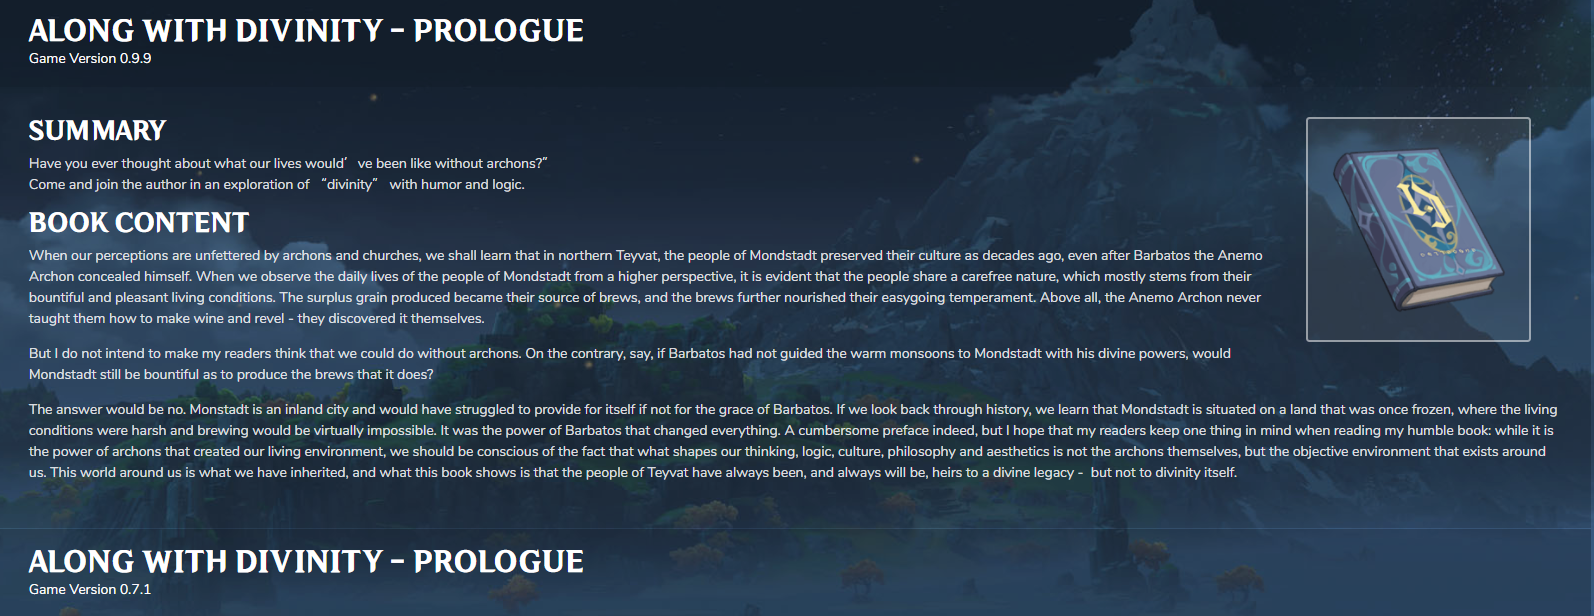 ALONG WITH DIVINITY - PROLOGUE
Game Version 0.9.9
SUMMARY
Have you ever thought about what our lives would’ ve been like without archons?”
Come and join the author in an exploration of “divinity” with humor and logic.
BOOK CONTENT
When our perceptions are unfettered by archons and churches, we shall learn that in northern Teyvat, the people of Mondstadt preserved their culture as decades ago, even after Barbatos the Anemo
Archon concealed himself. When we observe the daily lives of the people of Mondstadt from a higher perspective, it is evident that the people share a carefree nature, which mostly stems from their
bountiful and pleasant living conditions. The surplus grain produced became their source of brews, and the brews further nourished their easygoing temperament. Above all, the Anemo Archon never
taught them how to make wine and revel - they discovered it themselves.
But I do not intend to make my readers think that we could do without archons. On the contrary, say, if Barbatos had not guided the warm monsoons to Mondstadt with his divine powers, would
Mondstadt still be bountiful as to produce the brews that it does?
The answer would be no. Monstadt is an inland city and would have struggled to provide for itself if not for the grace of Barbatos. If we look back through history, we learn that Mondstadt is situated on a land that was once frozen, where the living
conditions were harsh and brewing would be virtually impossible. It was the power of Barbatos that changed everything. A cumbersome preface indeed, but I hope that my readers keep one thing in mind when reading my humble book: while it is
the power of archons that created our living environment, we should be conscious of the fact that what shapes our thinking, logic, culture, philosophy and aesthetics is not the archons themselves, but the objective environment that exists around
us. This world around us is what we have inherited, and what this book shows is that the people of Teyvat have always been, and always will be, heirs to a divine legacy - but not to divinity itself.
ALONG WITH DIVINITY - PROLOGUE
Game Version 0.7.1